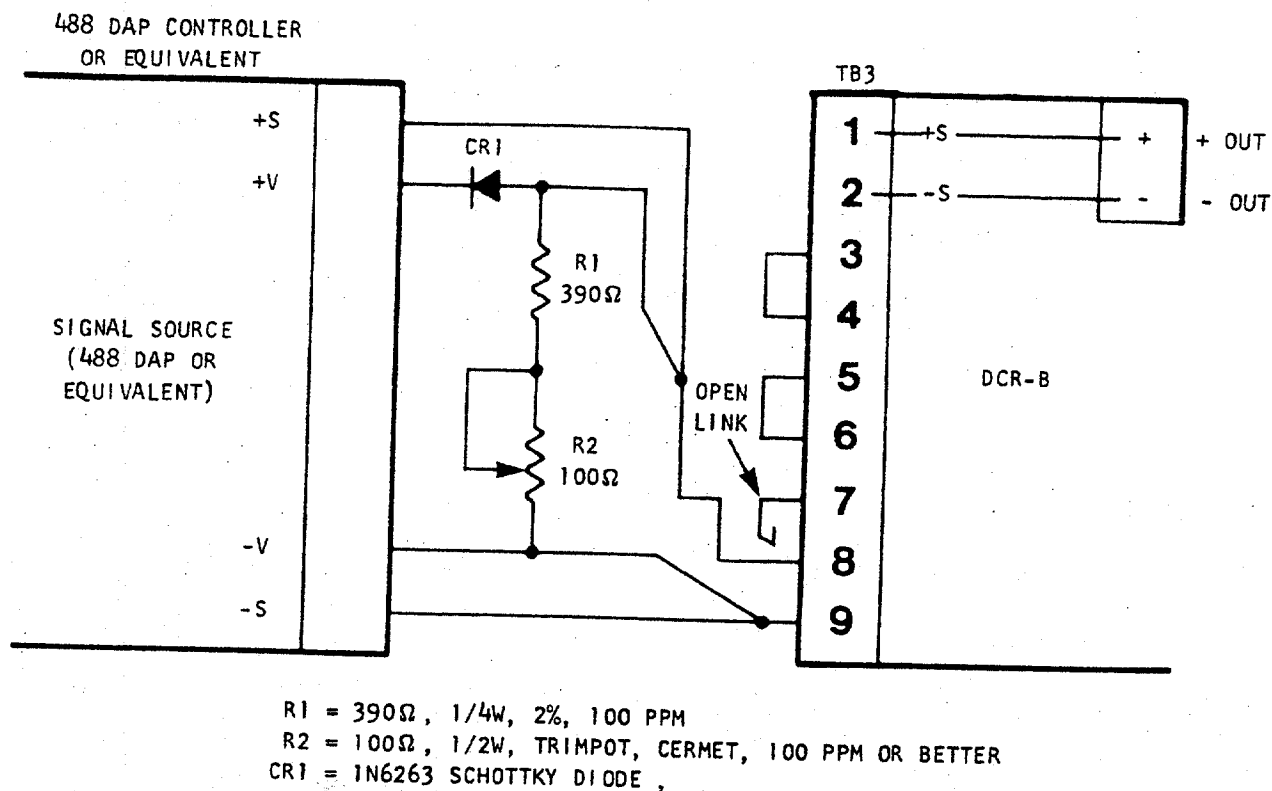 488 DAP CONTROLLER
OR EQUIVALENT
+S
+V
SIGNAL SOURCE
(488 DAP OR
EQUIVALENT)
-V
-S
CR1
R1
390Ω
R2
100Ω
OPEN
LINK
TB3
1
2
3
4
5
6
7
8
9
+S
-S
+
-
+ OUT
- OUT
DCR-B
R1 = 390Ω, 1/4W, 2%, 100 PPM
R2 = 100Ω, 1/2W, TRIMPOT, CERMET, 100 PPM OR BETTER
CR1 = 1N6263 SCHOTTKY DIODE ,